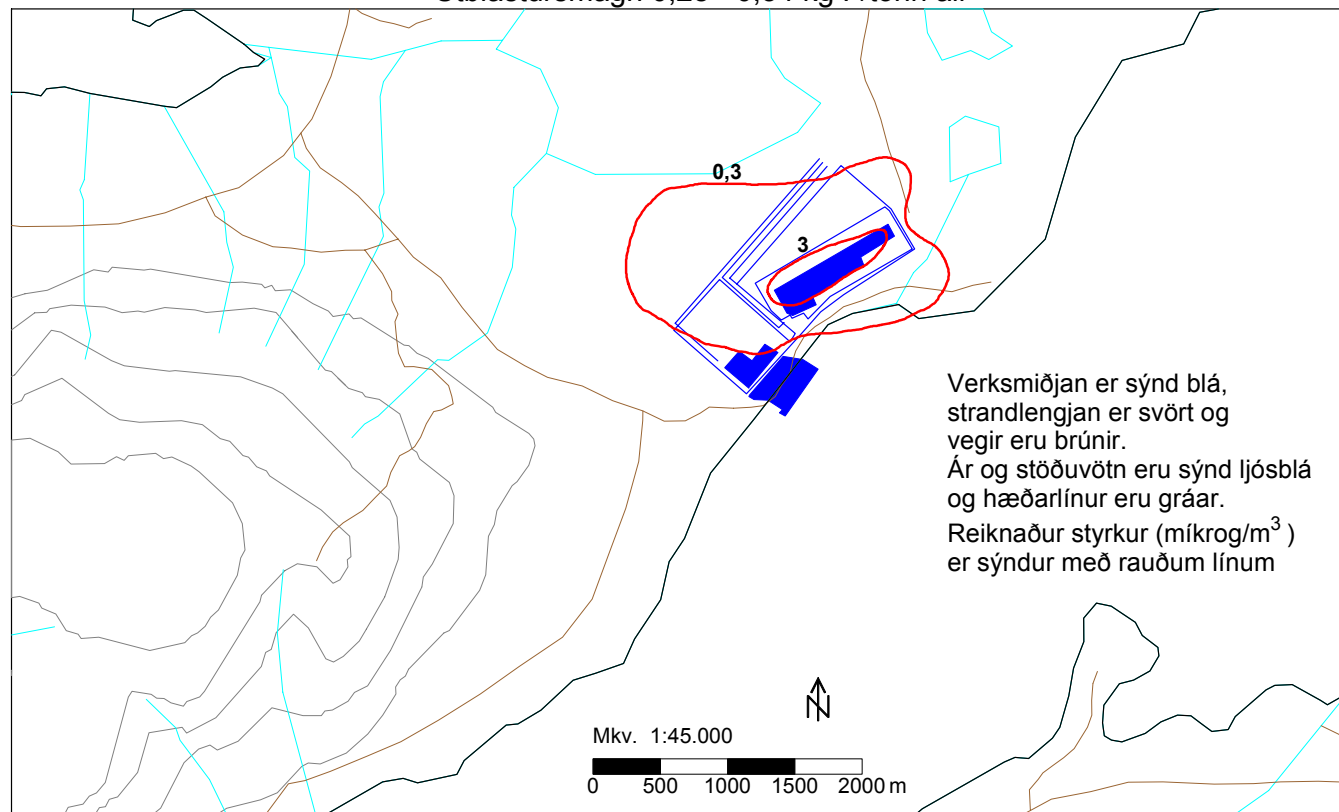 0,3
3
Verksmiðjan er sýnd blá,
strandlengjan er svört og
vegir eru brúnir.
Ár og stöðuvötn eru sýnd ljósblá
og hæðarlínur eru gráar.
Reiknaður styrkur (míkrog/m³ )
er sýndur með rauðum línum
N
Mkv. 1:45.000
0 500 1000 1500 2000 m